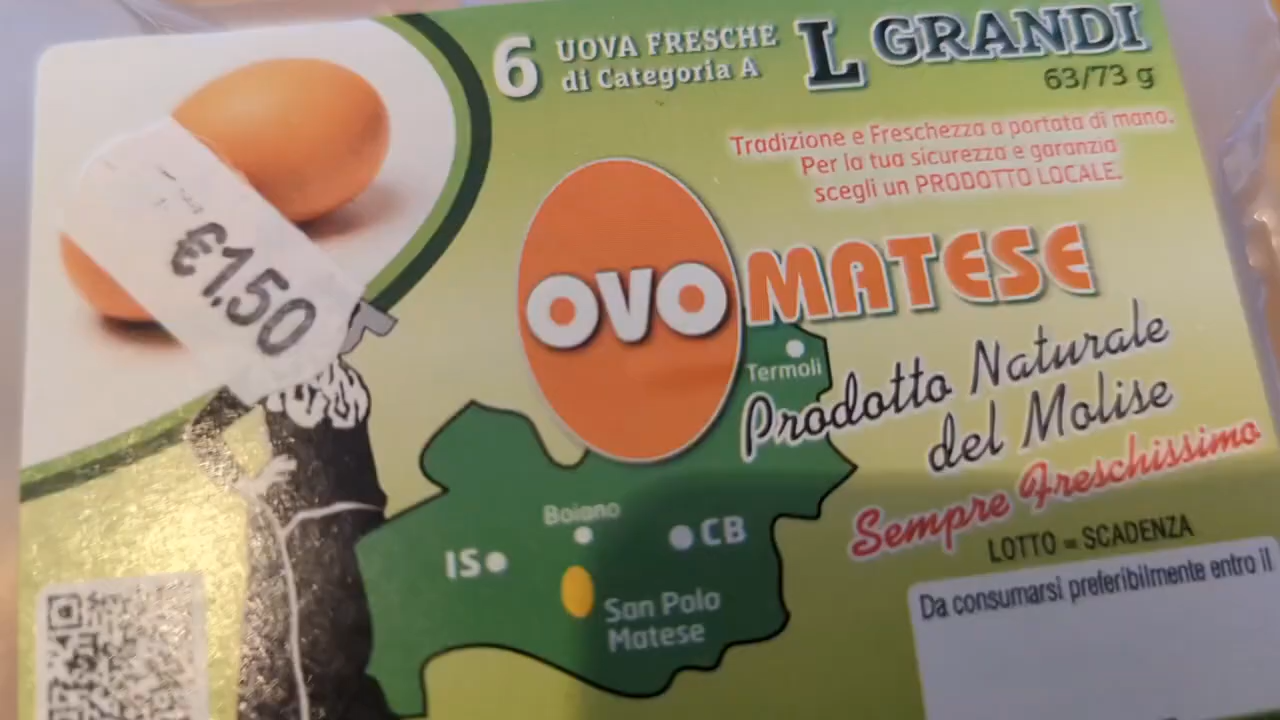 6 UOVA FRESCHE
di Categoria A
L GRANDI
63/73 g
Tradizione e Freschezza a portata di mano.
Per la tua sicurezza e garanzia
scegli un PRODOTTO LOCALE.
€1.50
OVO MATESE
Termoli
Prodotto Naturale
del Molise
Sempre Freschissimo
Boiano
IS
CB
San Polo
Matese
LOTTO = SCADENZA
Da consumarsi preferibilmente entro il